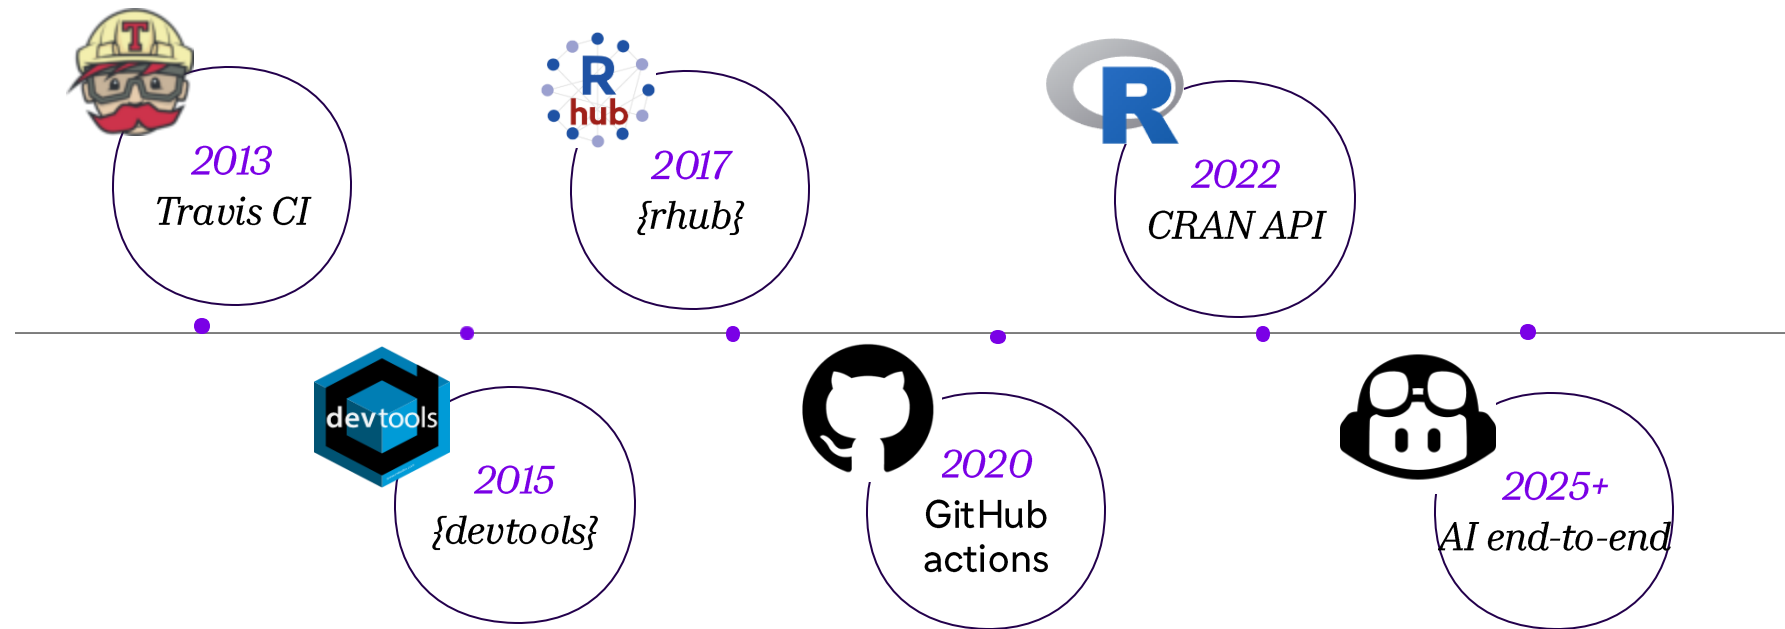 T
2013
Travis CI
R
hub
2017
{rhub}
R
2022
CRAN API
devtools
2015
{devtools}
2020
GitHub
actions
2025+
AI end-to-end